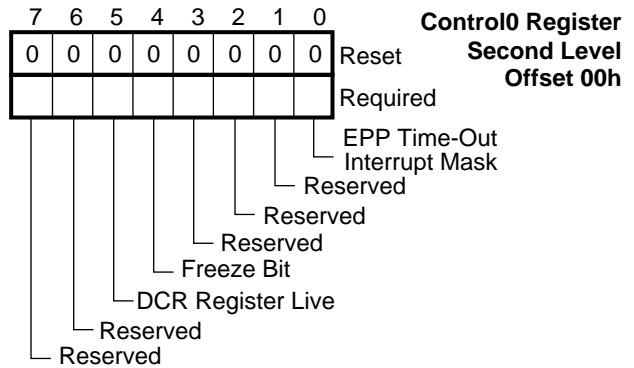 7 6 5 4 3 2 1 0
Control0 Register
Second Level
Offset 00h
0 0 0 0 0 0 0 0 Reset
Required
EPP Time-Out
Interrupt Mask
Reserved
Reserved
Reserved
Freeze Bit
DCR Register Live
Reserved
Reserved